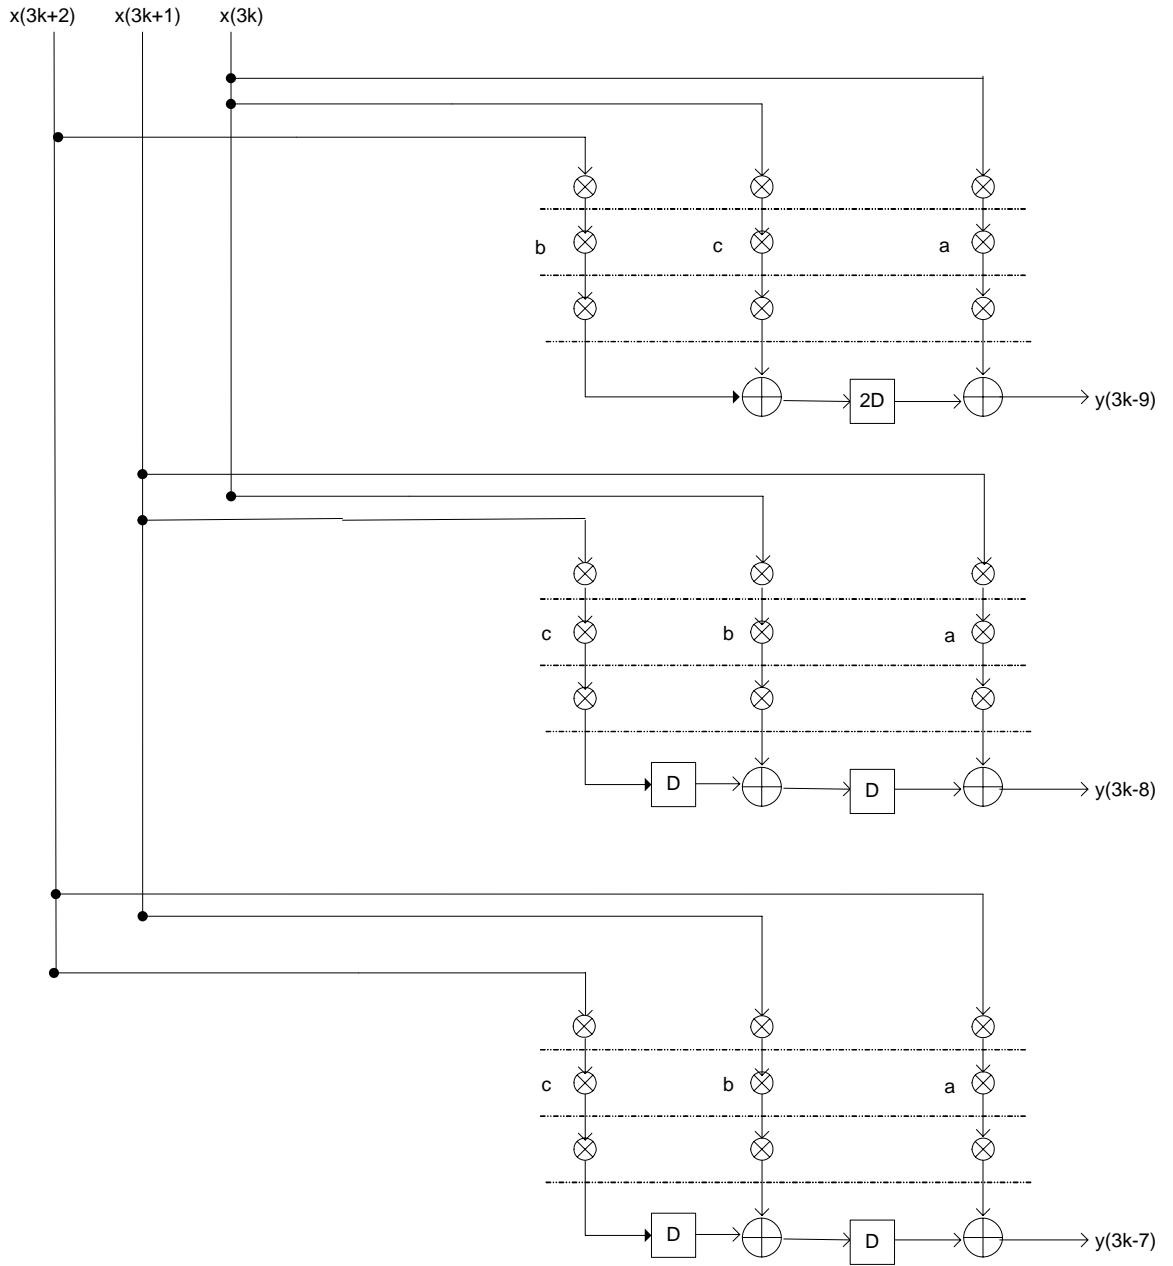 x(3k+2) x(3k+1) x(3k)
b c a
2D y(3k-9)
c b a
D D y(3k-8)
c b a
D D y(3k-7)